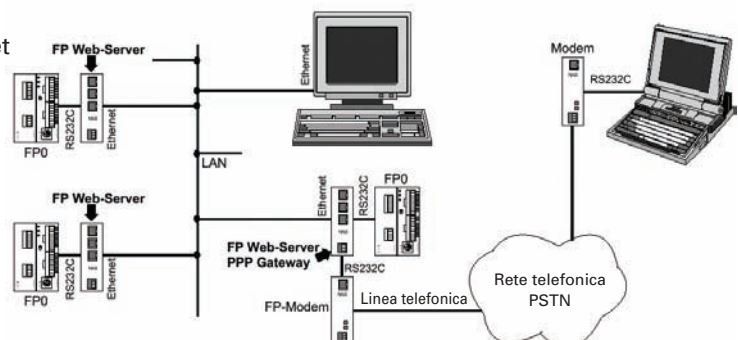 et
FP Web-Server
FP0
RS232C
Ethernet
LAN
FP Web-Server
FP0
RS232C
Ethernet
Ethernet
Ethernet
RS232C
FP0
FP Web-Server
PPP Gateway
RS232C
FP-Modem
Linea telefonica
Rete telefonica
PSTN
Modem
RS232C